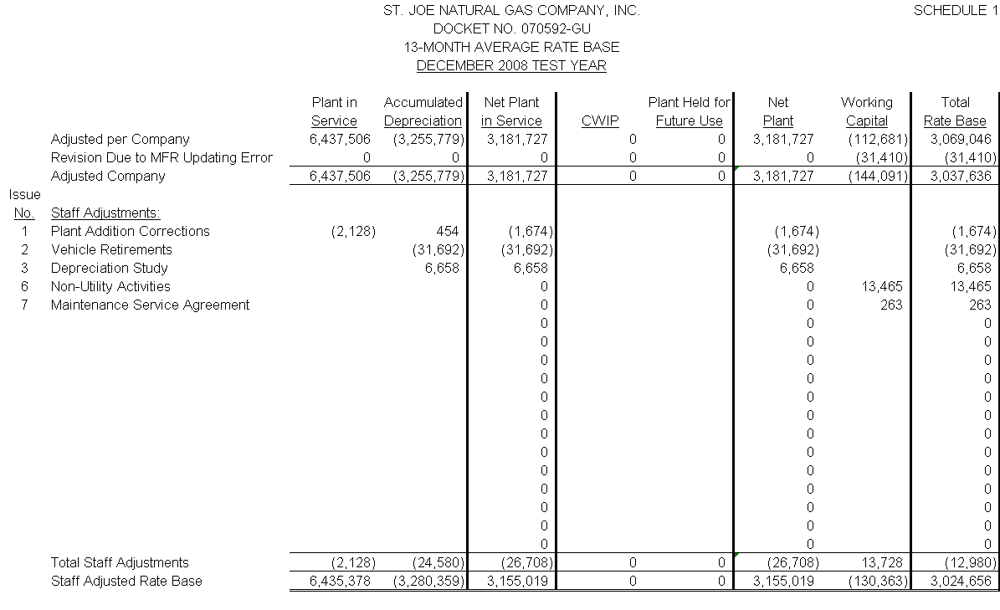 ST. JOE NATURAL GAS COMPANY, INC. SCHEDULE 1
DOCKET NO. 070592-GU
13-MONTH AVERAGE RATE BASE
DECEMBER 2008 TEST YEAR
Plant in Accumulated Net Plant Plant Held for Net Working Total
Service Depreciation in Service CWIP Future Use Plant Capital Rate Base
Adjusted per Company 6,437,506 (3,255,779) 3,181,727 0 0 3,181,727 (112,681) 3,069,046
Revision Due to MFR Updating Error 0 0 0 0 0 0 (31,410) (31,410)
Adjusted Company 6,437,506 (3,255,779) 3,181,727 0 0 3,181,727 (144,091) 3,037,636
Issue
No. Staff Adjustments:
1 Plant Addition Corrections (2,128) 454 (1,674) (1,674) (1,674)
2 Vehicle Retirements (31,692) (31,692) (31,692) (31,692)
3 Depreciation Study 6,658 6,658 6,658 6,658
6 Non-Utility Activities 0 0 13,465 13,465
7 Maintenance Service Agreement 0 0 263 263
0 0 0
0 0 0
0 0 0
0 0 0
0 0 0
0 0 0
0 0 0
0 0 0
0 0 0
0 0 0
0 0 0
0 0 0
0 0 0
Total Staff Adjustments (2,128) (24,580) (26,708) 0 0 (26,708) 13,728 (12,980)
Staff Adjusted Rate Base 6,435,378 (3,280,359) 3,155,019 0 0 3,155,019 (130,363) 3,024,656